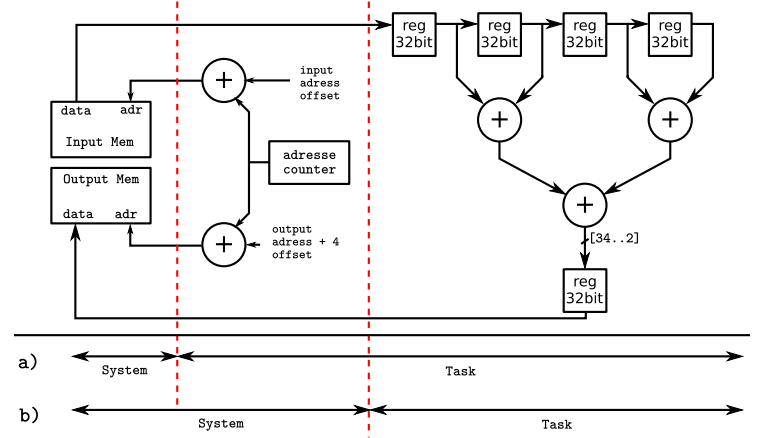 reg
32bit
reg
32bit
reg
32bit
reg
32bit
+
input
adress
offset
data adr
Input Mem
+
+
adresse
counter
Output Mem
data adr
+
output
adress + 4
offset
+
[34..2]
reg
32bit
a)
System
Task
b)
System
Task